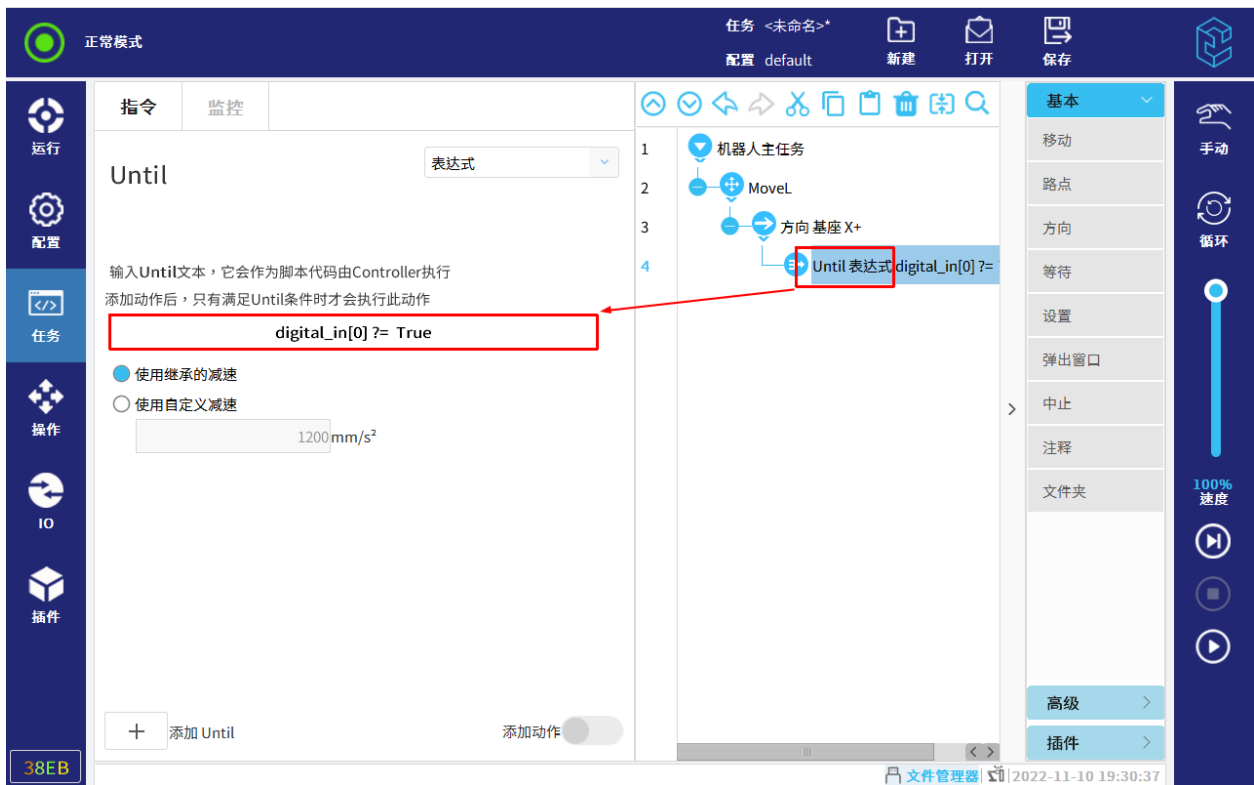 正常模式
任务 <未命名>*
配置 default
新建
打开
保存
运行
配置
任务
操作
IO
插件
38EB
指令
监控
Until
表达式
输入Until文本，它会作为脚本代码由Controller执行
添加动作后，只有满足Until条件时才会执行此动作
digital_in[0] ?= True
使用继承的减速
使用自定义减速
1200 mm/s²
添加 Until
添加动作
1 机器人主任务
2 MoveL
3 方向 基座 X+
4 Until 表达式 digital_in[0] ?=
基本
移动
路点
方向
等待
设置
弹出窗口
中止
注释
文件夹
高级
插件
手动
循环
100%
速度
文件管理器
2022-11-10 19:30:37